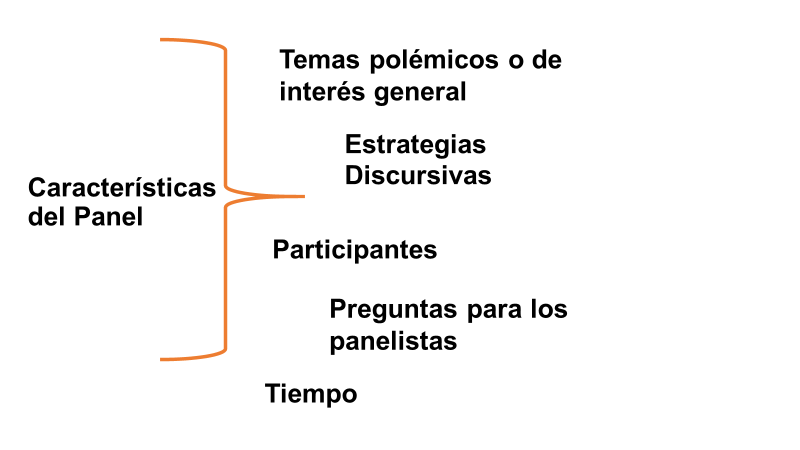 Características
del Panel
Temas polémicos o de
interés general
Estrategias
Discursivas
Participantes
Preguntas para los
panelistas
Tiempo